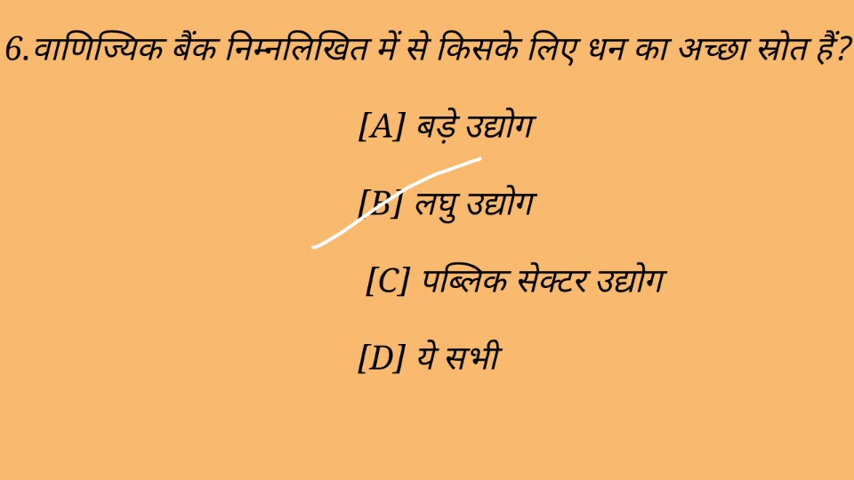 6.वाणिज्यिक बैंक निम्नलिखित में से किसके लिए धन का अच्छा स्रोत हैं?
[A] बड़े उद्योग
[B] लघु उद्योग
[C] पब्लिक सेक्टर उद्योग
[D] ये सभी